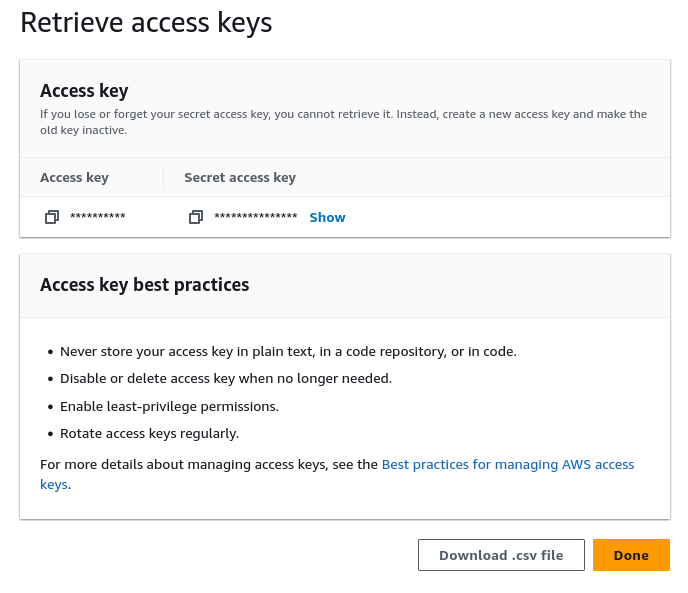 Retrieve access keys
Access key
If you lose or forget your secret access key, you cannot retrieve it. Instead, create a new access key and make the
old key inactive.
Access key Secret access key
********** *************** Show
Access key best practices
• Never store your access key in plain text, in a code repository, or in code.
• Disable or delete access key when no longer needed.
• Enable least-privilege permissions.
• Rotate access keys regularly.
For more details about managing access keys, see the Best practices for managing AWS access
keys.
Download .csv file Done